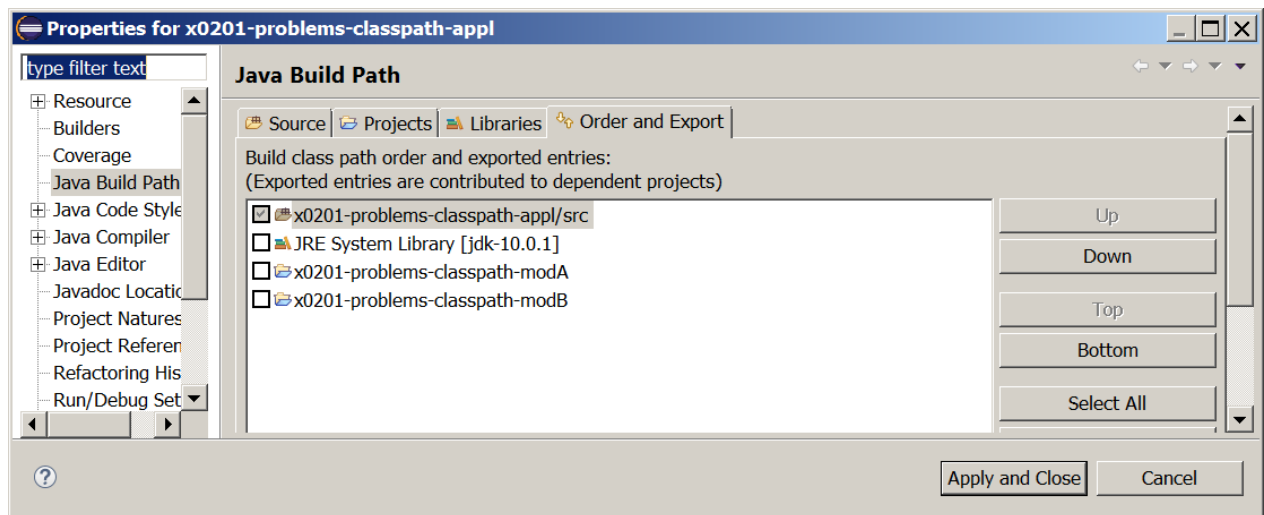 Properties for x0201-problems-classpath-appl
type filter text
Resource
Builders
Coverage
Java Build Path
Java Code Style
Java Compiler
Java Editor
Javadoc Locatic
Project Natures
Project Referen
Refactoring His
Run/Debug Set
Java Build Path
Source Projects Libraries Order and Export
Build class path order and exported entries:
(Exported entries are contributed to dependent projects)
x0201-problems-classpath-appl/src
JRE System Library [jdk-10.0.1]
x0201-problems-classpath-modA
x0201-problems-classpath-modB
Up
Down
Top
Bottom
Select All
Apply and Close Cancel